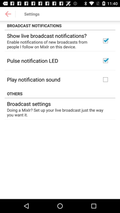 11:40
Settings
BROADCAST NOTIFICATIONS
Show live broadcast notifications?
Enable notifications of new broadcasts from
people I follow on Mixlr on this device.
Pulse notification LED
Play notification sound
OTHERS
Broadcast settings
Doing a Mixlr? Set up your live broadcast just the way
you want it.